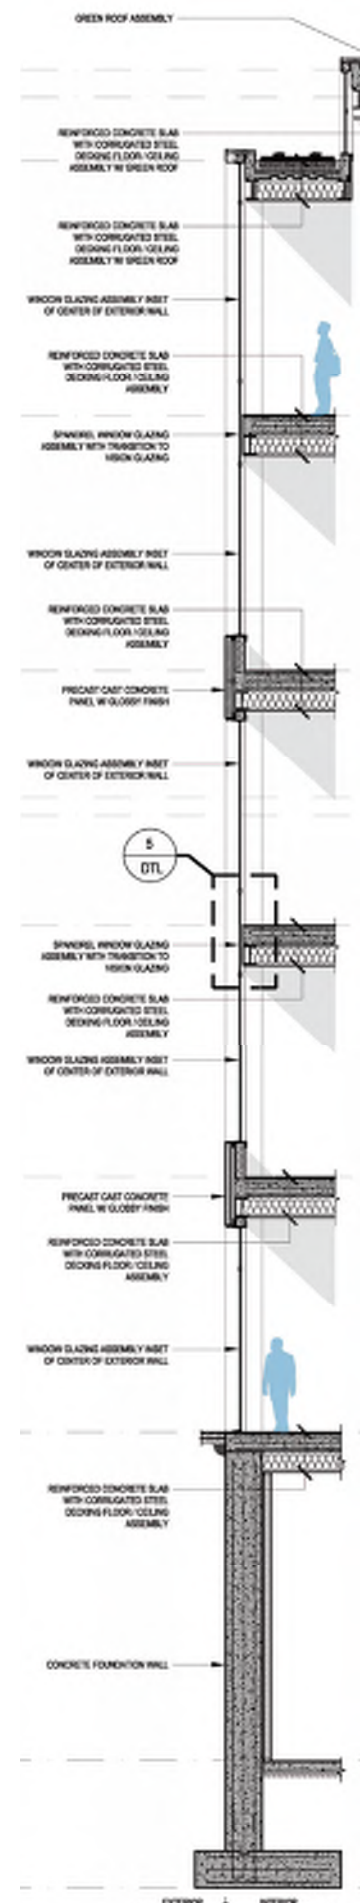 GREEN ROOF ASSEMBLY
REINFORCED CONCRETE SLAB
WITH CORRUGATED STEEL
DECKING FLOOR / CEILING
ASSEMBLY W/ GREEN ROOF
REINFORCED CONCRETE SLAB
WITH CORRUGATED STEEL
DECKING FLOOR / CEILING
ASSEMBLY W/ GREEN ROOF
WINDOW GLAZING ASSEMBLY INSET
OF CENTER OF EXTERIOR WALL
REINFORCED CONCRETE SLAB
WITH CORRUGATED STEEL
DECKING FLOOR / CEILING
ASSEMBLY
SPANDREL WINDOW GLAZING
ASSEMBLY WITH TRANSITION TO
VISION GLAZING
WINDOW GLAZING ASSEMBLY INSET
OF CENTER OF EXTERIOR WALL
REINFORCED CONCRETE SLAB
WITH CORRUGATED STEEL
DECKING FLOOR / CEILING
ASSEMBLY
PRECAST CAST CONCRETE
PANEL W/ GLOSSY FINISH
WINDOW GLAZING ASSEMBLY INSET
OF CENTER OF EXTERIOR WALL
5
DTL
SPANDREL WINDOW GLAZING
ASSEMBLY WITH TRANSITION TO
VISION GLAZING
REINFORCED CONCRETE SLAB
WITH CORRUGATED STEEL
DECKING FLOOR / CEILING
ASSEMBLY
WINDOW GLAZING ASSEMBLY INSET
OF CENTER OF EXTERIOR WALL
PRECAST CAST CONCRETE
PANEL W/ GLOSSY FINISH
REINFORCED CONCRETE SLAB
WITH CORRUGATED STEEL
DECKING FLOOR / CEILING
ASSEMBLY
WINDOW GLAZING ASSEMBLY INSET
OF CENTER OF EXTERIOR WALL
REINFORCED CONCRETE SLAB
WITH CORRUGATED STEEL
DECKING FLOOR / CEILING
ASSEMBLY
CONCRETE FOUNDATION WALL
EXTERIOR INTERIOR